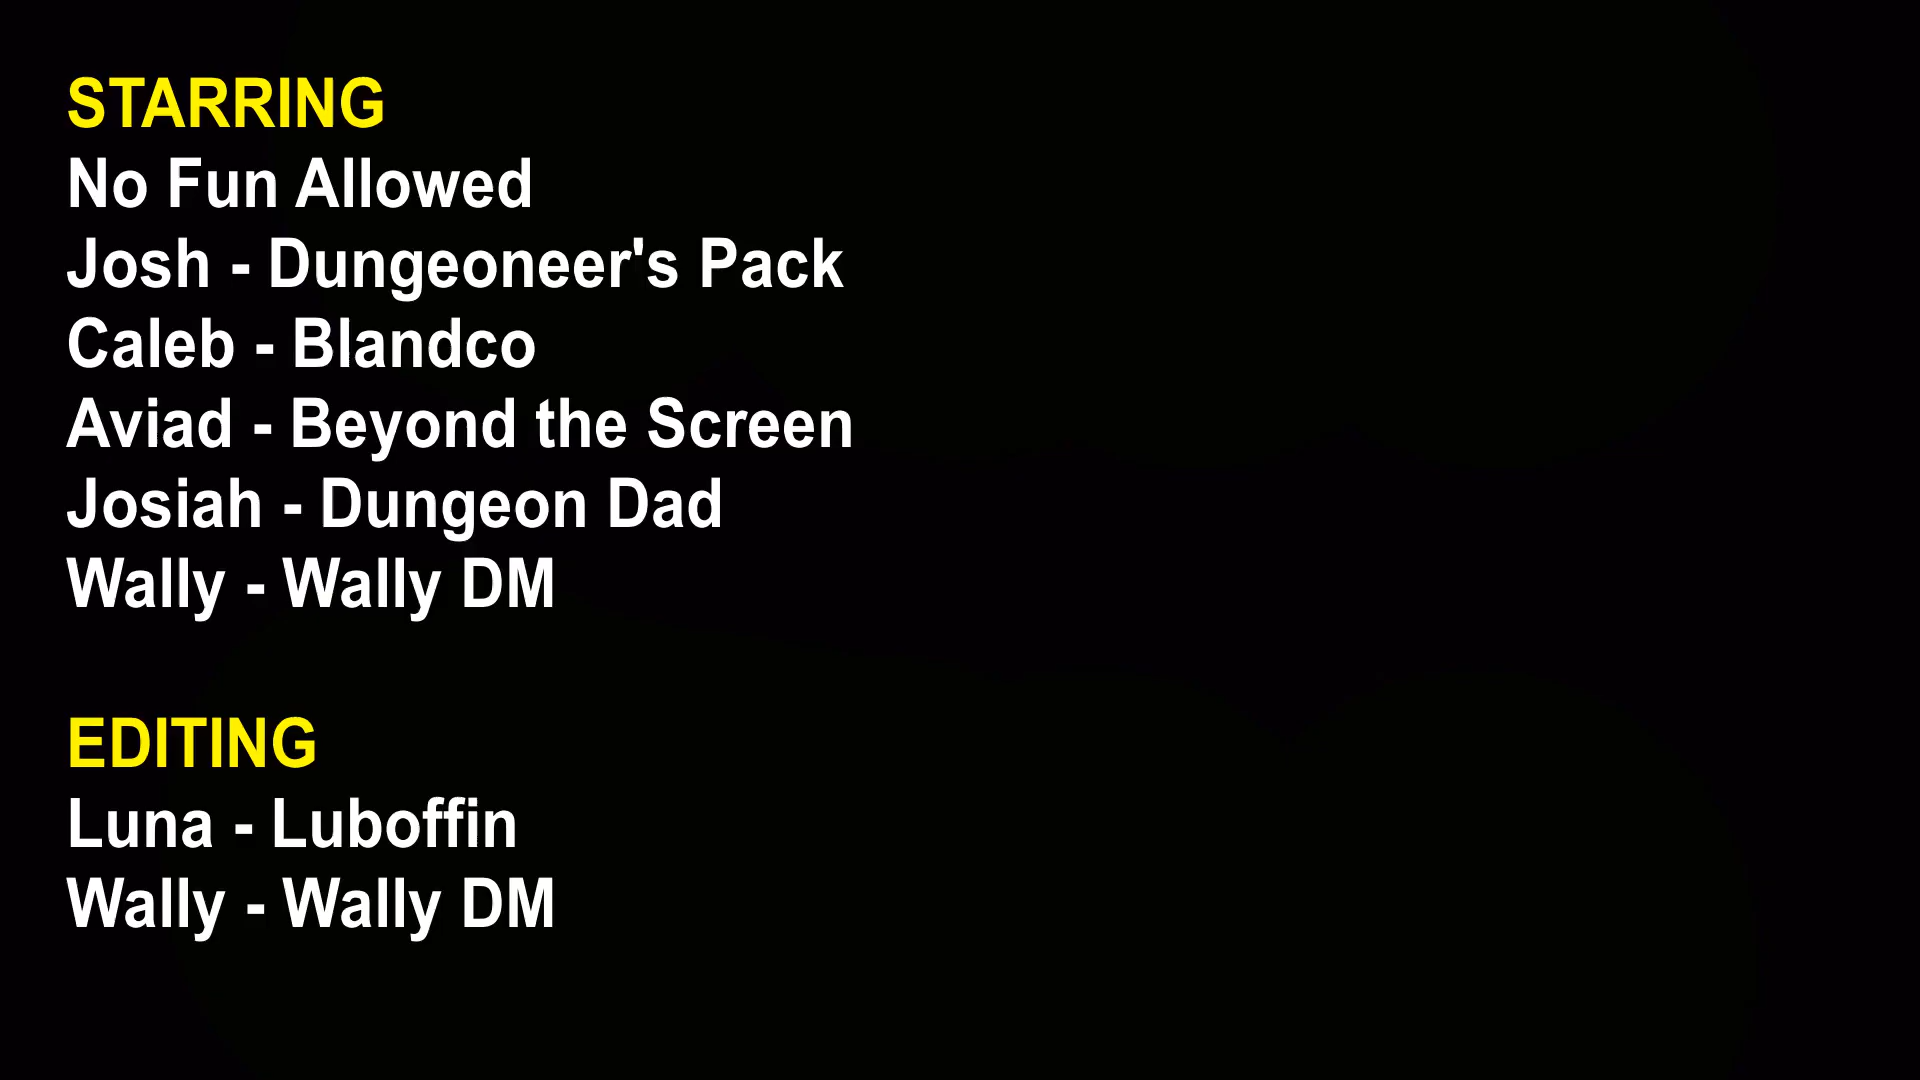 STARRING
No Fun Allowed
Josh - Dungeoneer's Pack
Caleb - Blandco
Aviad - Beyond the Screen
Josiah - Dungeon Dad
Wally - Wally DM
EDITING
Luna - Luboffin
Wally - Wally DM